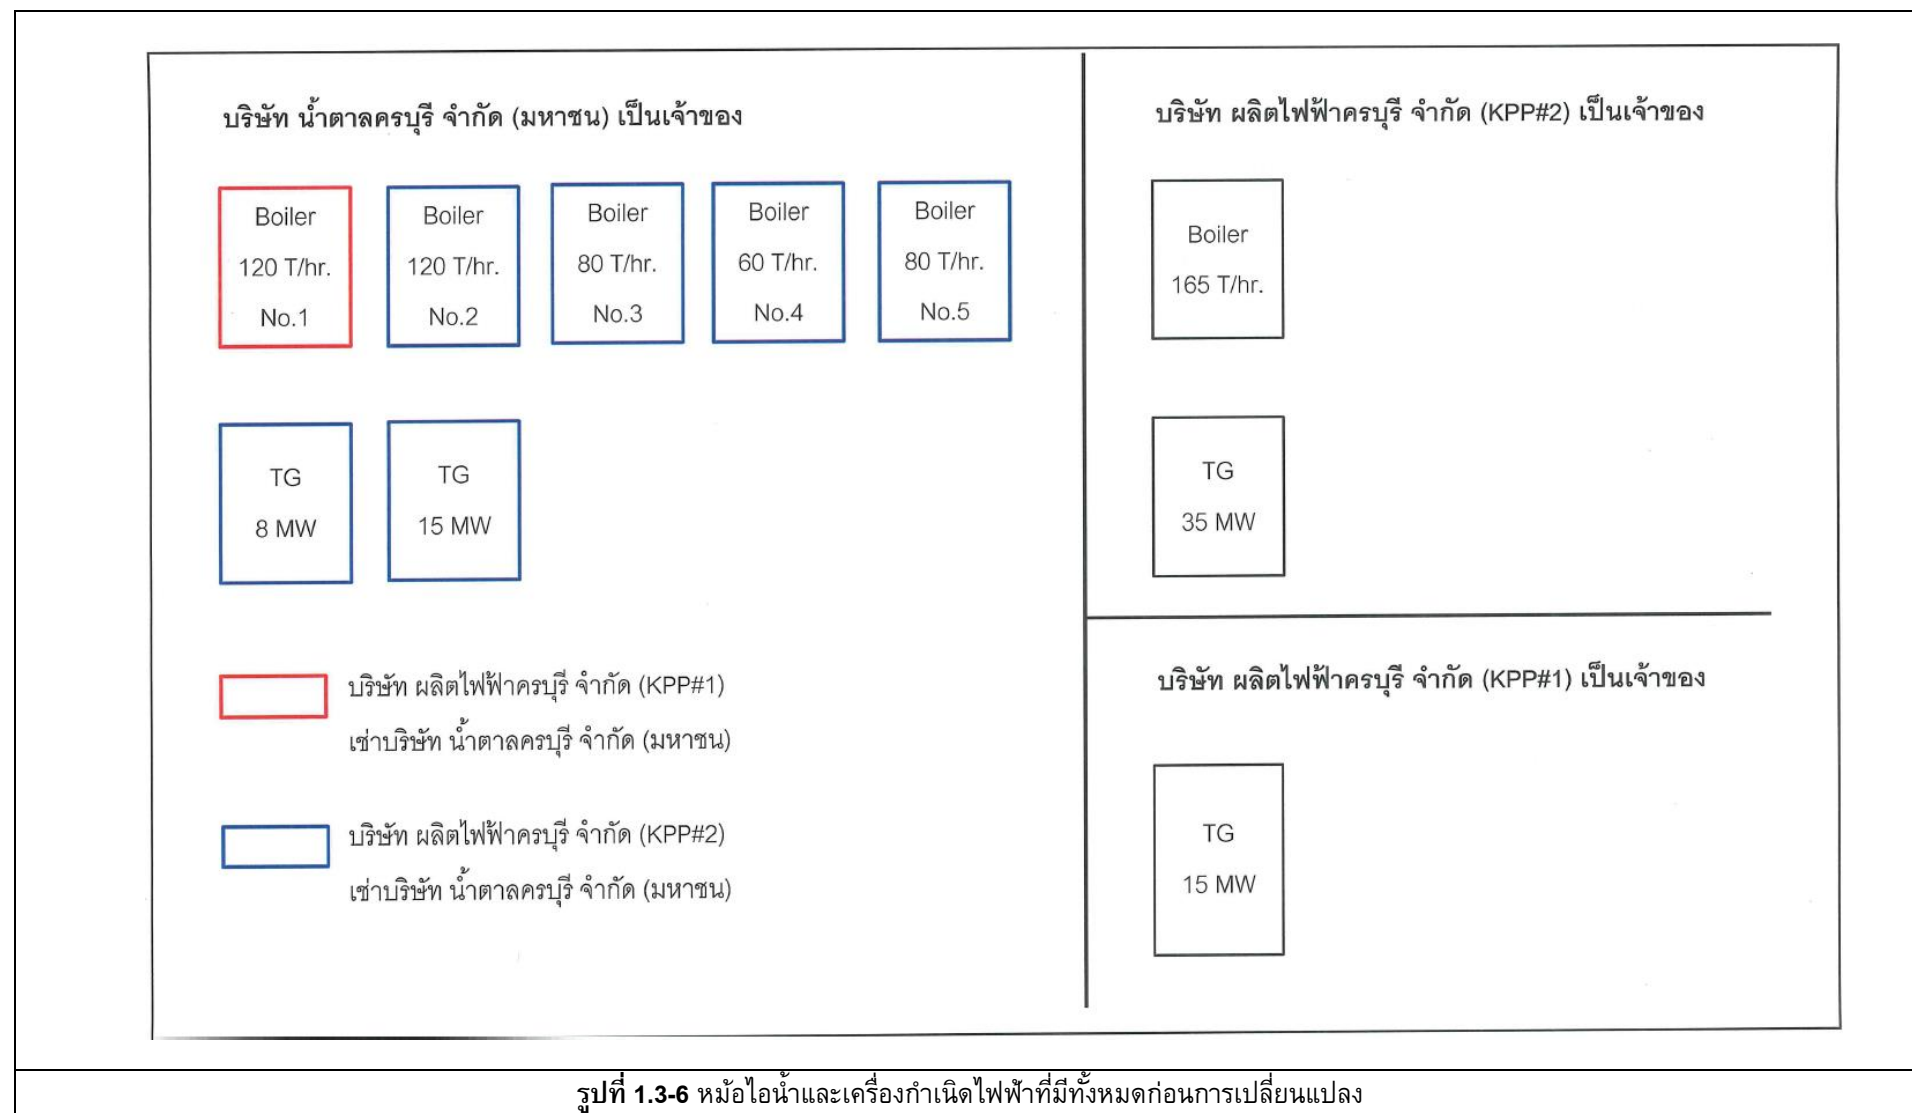 บริษัท น้ำตาลครบุรี จำกัด (มหาชน) เป็นเจ้าของ
Boiler
120 T/hr.
No.1
Boiler
120 T/hr.
No.2
Boiler
80 T/hr.
No.3
Boiler
60 T/hr.
No.4
Boiler
80 T/hr.
No.5
TG
8 MW
TG
15 MW
บริษัท ผลิตไฟฟ้าครบุรี จำกัด (KPP#1)
เช่าบริษัท น้ำตาลครบุรี จำกัด (มหาชน)
บริษัท ผลิตไฟฟ้าครบุรี จำกัด (KPP#2)
เช่าบริษัท น้ำตาลครบุรี จำกัด (มหาชน)
บริษัท ผลิตไฟฟ้าครบุรี จำกัด (KPP#2) เป็นเจ้าของ
Boiler
165 T/hr.
TG
35 MW
บริษัท ผลิตไฟฟ้าครบุรี จำกัด (KPP#1) เป็นเจ้าของ
TG
15 MW
รูปที่ 1.3-6 หม้อไอน้ำและเครื่องกำเนิดไฟฟ้าที่มีทั้งหมดก่อนการเปลี่ยนแปลง